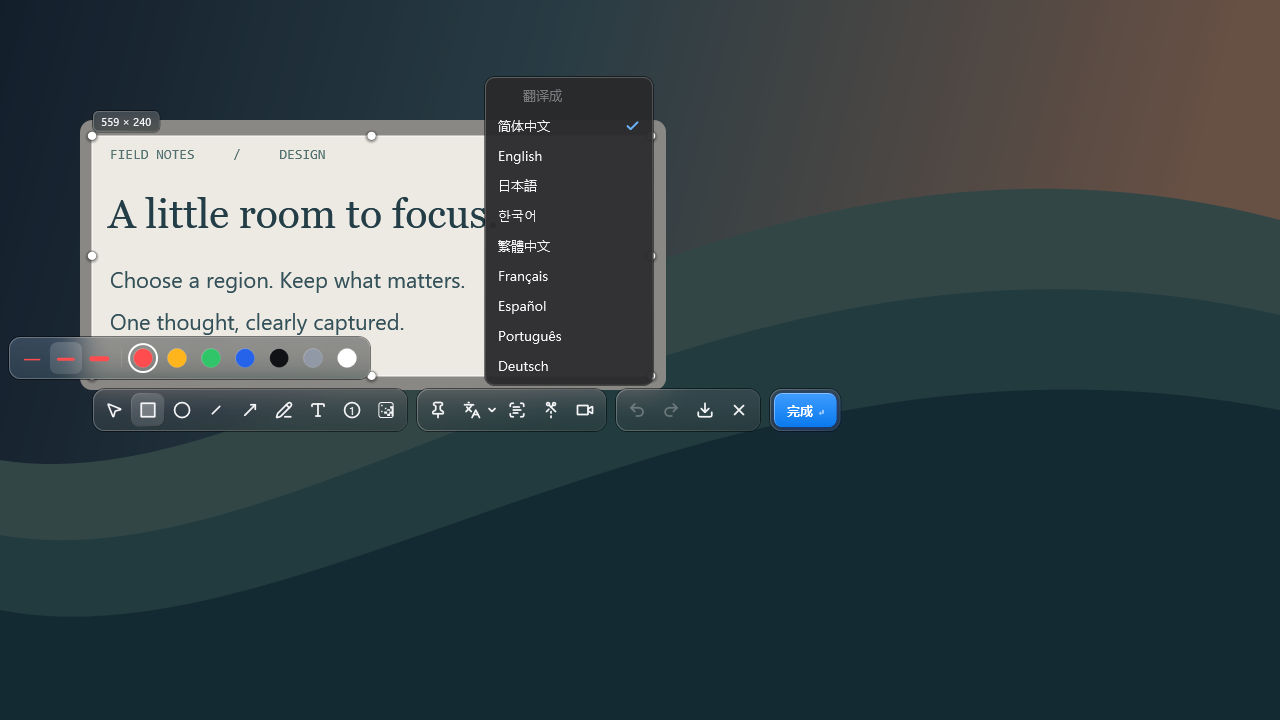 559 × 240
FIELD NOTES / DESIGN
A little room to focus.
Choose a region. Keep what matters.
One thought, clearly captured.
翻译成
简体中文
English
日本語
한국어
繁體中文
Français
Español
Português
Deutsch
1
完成